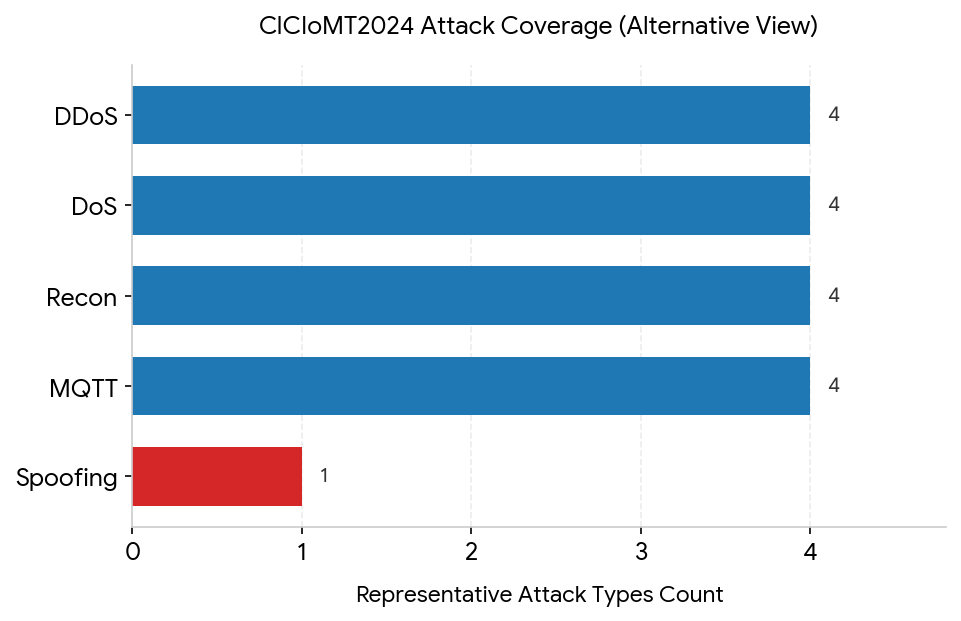 CICIoMT2024 Attack Coverage (Alternative View)
DDoS
4
DoS
4
Recon
4
MQTT
4
Spoofing
1
0 1 2 3 4
Representative Attack Types Count